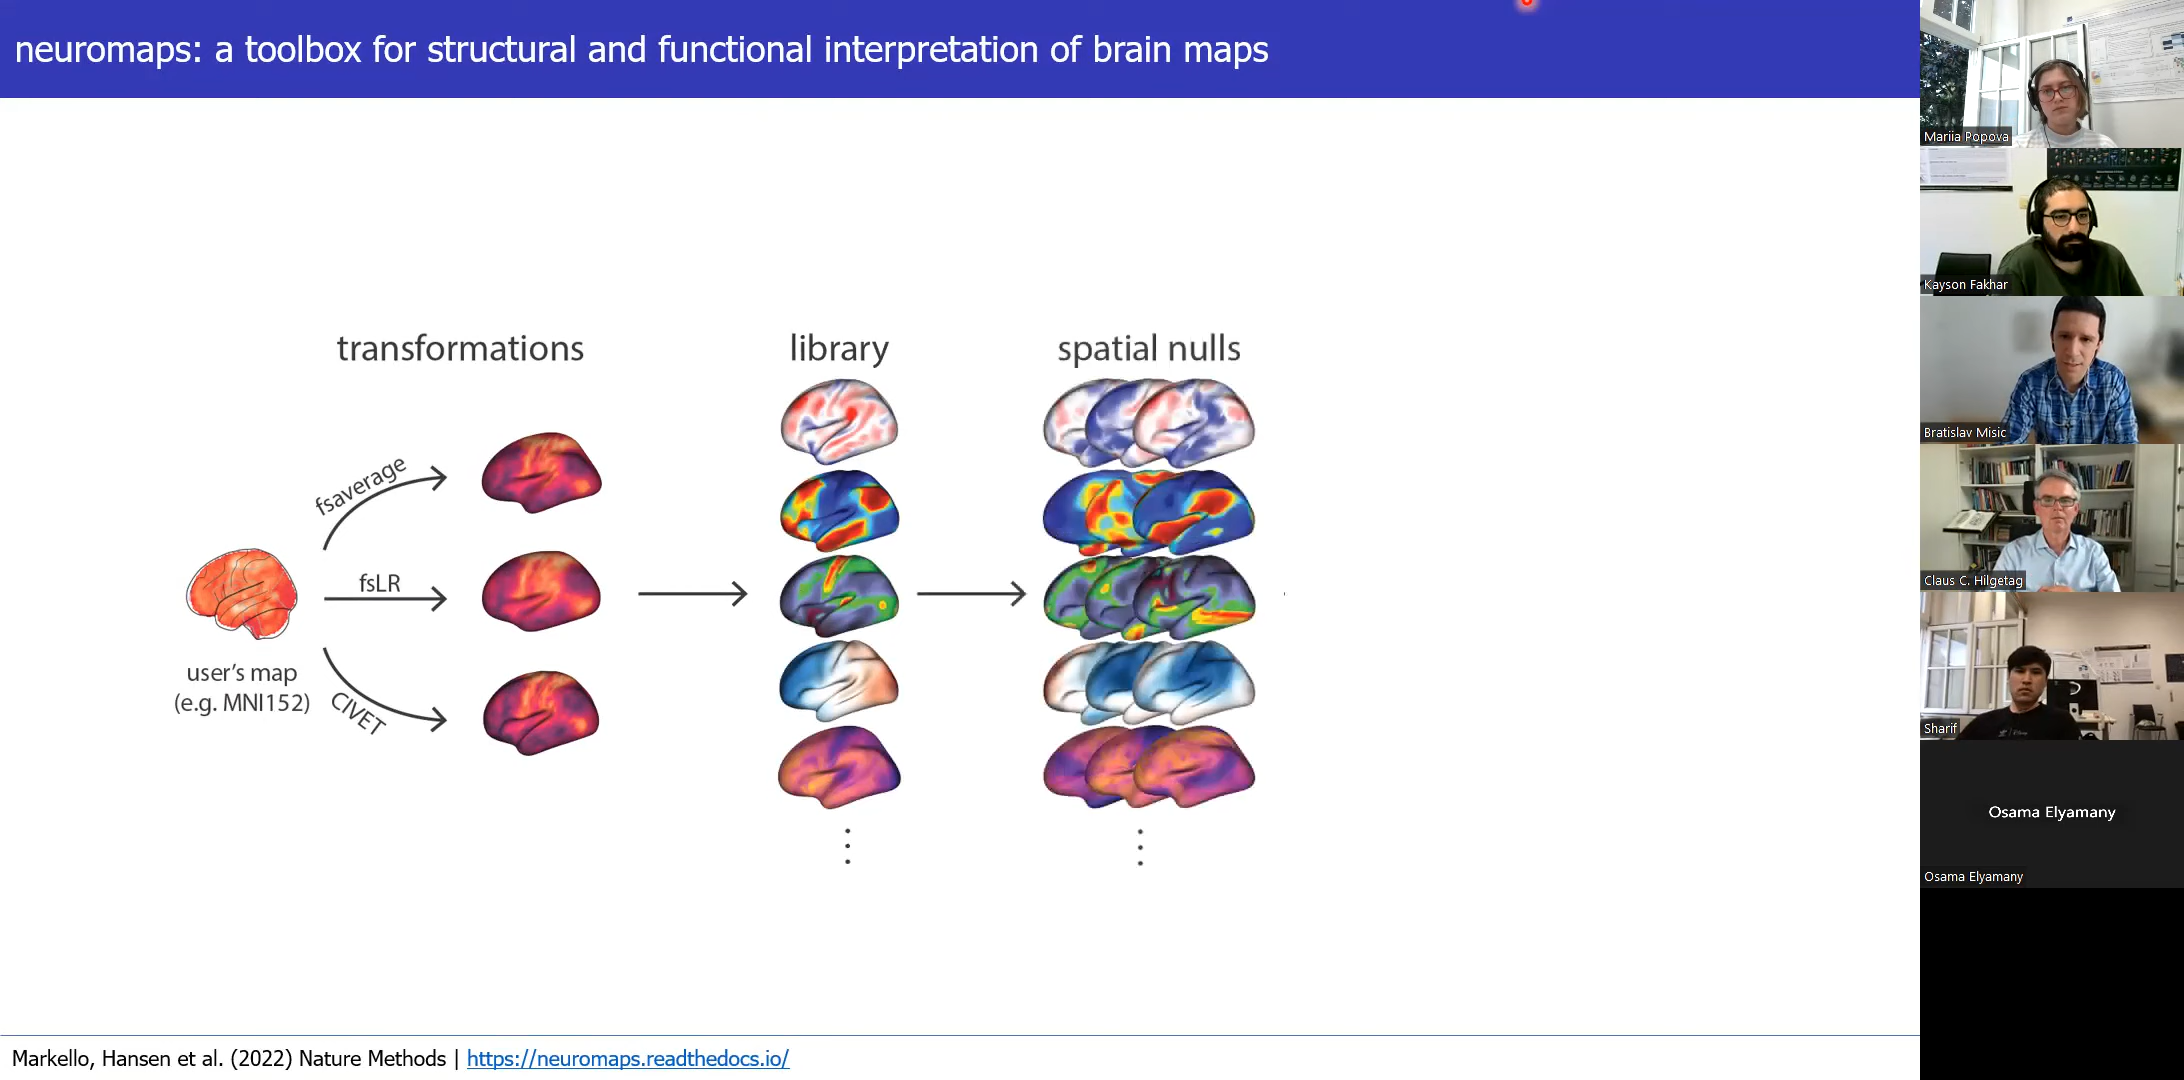 neuromaps: a toolbox for structural and functional interpretation of brain maps
transformations
library
spatial nulls
fsaverage
fsLR
CIVET
user's map
(e.g. MNI152)
Markello, Hansen et al. (2022) Nature Methods | https://neuromaps.readthedocs.io/
Mariia Popova
Kayson Fakhar
Bratislav Misic
Claus C. Hilgetag
Sharif
Osama Elyamany
Osama Elyamany